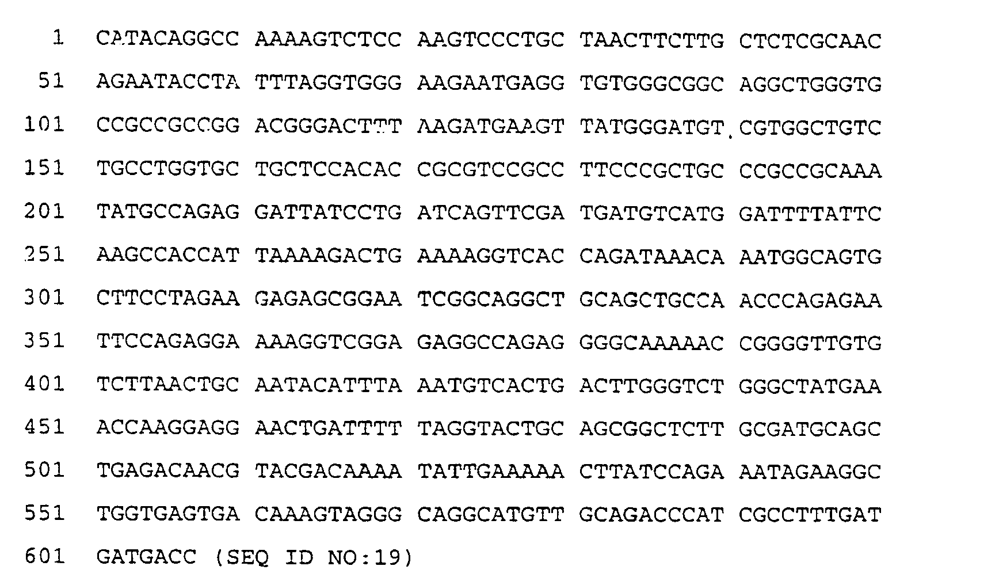 1 CATACAGGCC AAAAGTCTCC AAGTCCCTGC TAACTTCTTG CTCTCGCAAC
51 AGAATACCTA TTTAGGTGGG AAGAATGAGG TGTGGGCGGC AGGCTGGGTG
101 CCGCCGCCGG ACGGGACTTT AAGATGAAGT TATGGGATGT CGTGGCTGTC
151 TGCCTGGTGC TGCTCCACAC CGCGTCCGCC TTCCCGCTGC CCGCCGCAAA
201 TATGCCAGAG GATTATCCTG ATCAGTTCGA TGATGTCATG GATTTTATTC
251 AAGCCACCAT TAAAAGACTG AAAAGGTCAC CAGATAAACA AATGGCAGTG
301 CTTCCTAGAA GAGAGCGGAA TCGGCAGGCT GCAGCTGCCA ACCCAGAGAA
351 TTCCAGAGGA AAAGGTCGGA GAGGCCAGAG GGGCAAAAAC CGGGGTTGTG
401 TCTTAACTGC AATACATTTA AATGTCACTG ACTTGGGTCT GGGCTATGAA
451 ACCAAGGAGG AACTGATTTT TAGGTACTGC AGCGGCTCTT GCGATGCAGC
501 TGAGACAACG TACGACAAAA TATTGAAAAA CTTATCCAGA AATAGAAGGC
551 TGGTGAGTGA CAAAGTAGGG CAGGCATGTT GCAGACCCAT CGCCTTTGAT
601 GATGACC (SEQ ID NO:19)